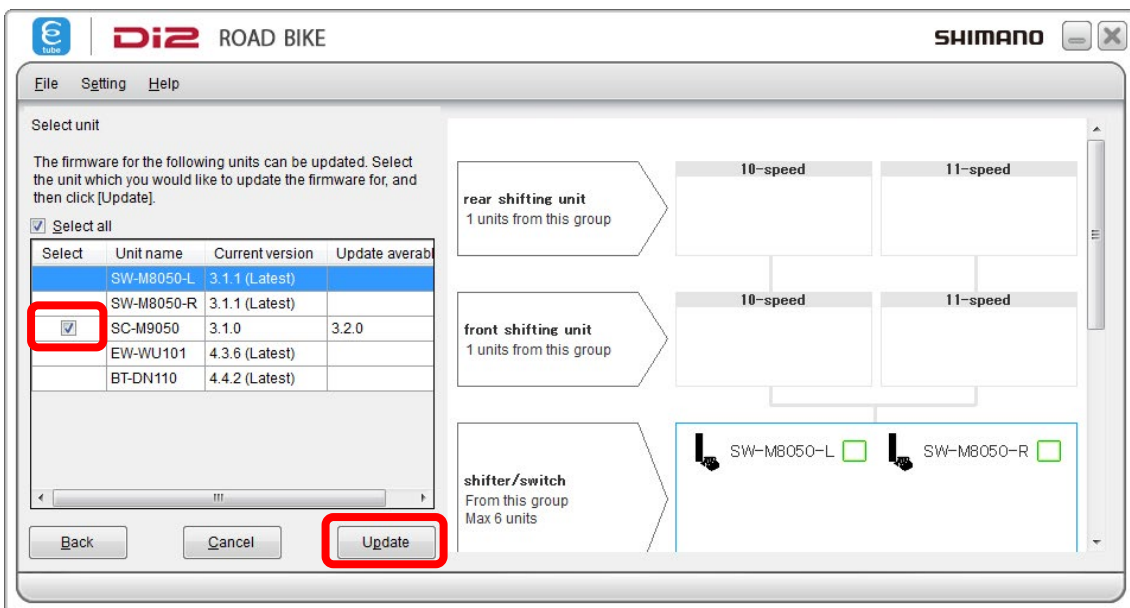 e tube Di2 ROAD BIKE SHIMANO
File Setting Help
Select unit
The firmware for the following units can be updated. Select
the unit which you would like to update the firmware for, and
then click [Update].
Select all
Select Unit name Current version Update averabl
SW-M8050-L 3.1.1 (Latest)
SW-M8050-R 3.1.1 (Latest)
SC-M9050 3.1.0 3.2.0
EW-WU101 4.3.6 (Latest)
BT-DN110 4.4.2 (Latest)
Back Cancel Update
10-speed 11-speed
rear shifting unit
1 units from this group
10-speed 11-speed
front shifting unit
1 units from this group
SW-M8050-L SW-M8050-R
shifter/switch
From this group
Max 6 units